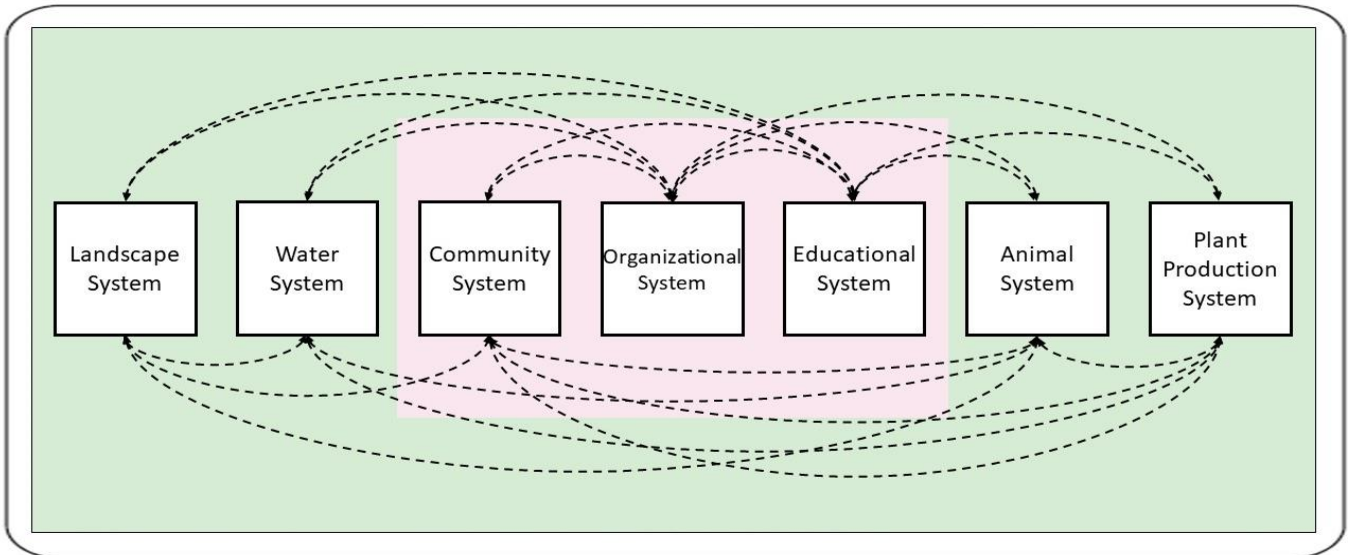 Landscape
System
Water
System
Community
System
Organizational
System
Educational
System
Animal
System
Plant
Production
System